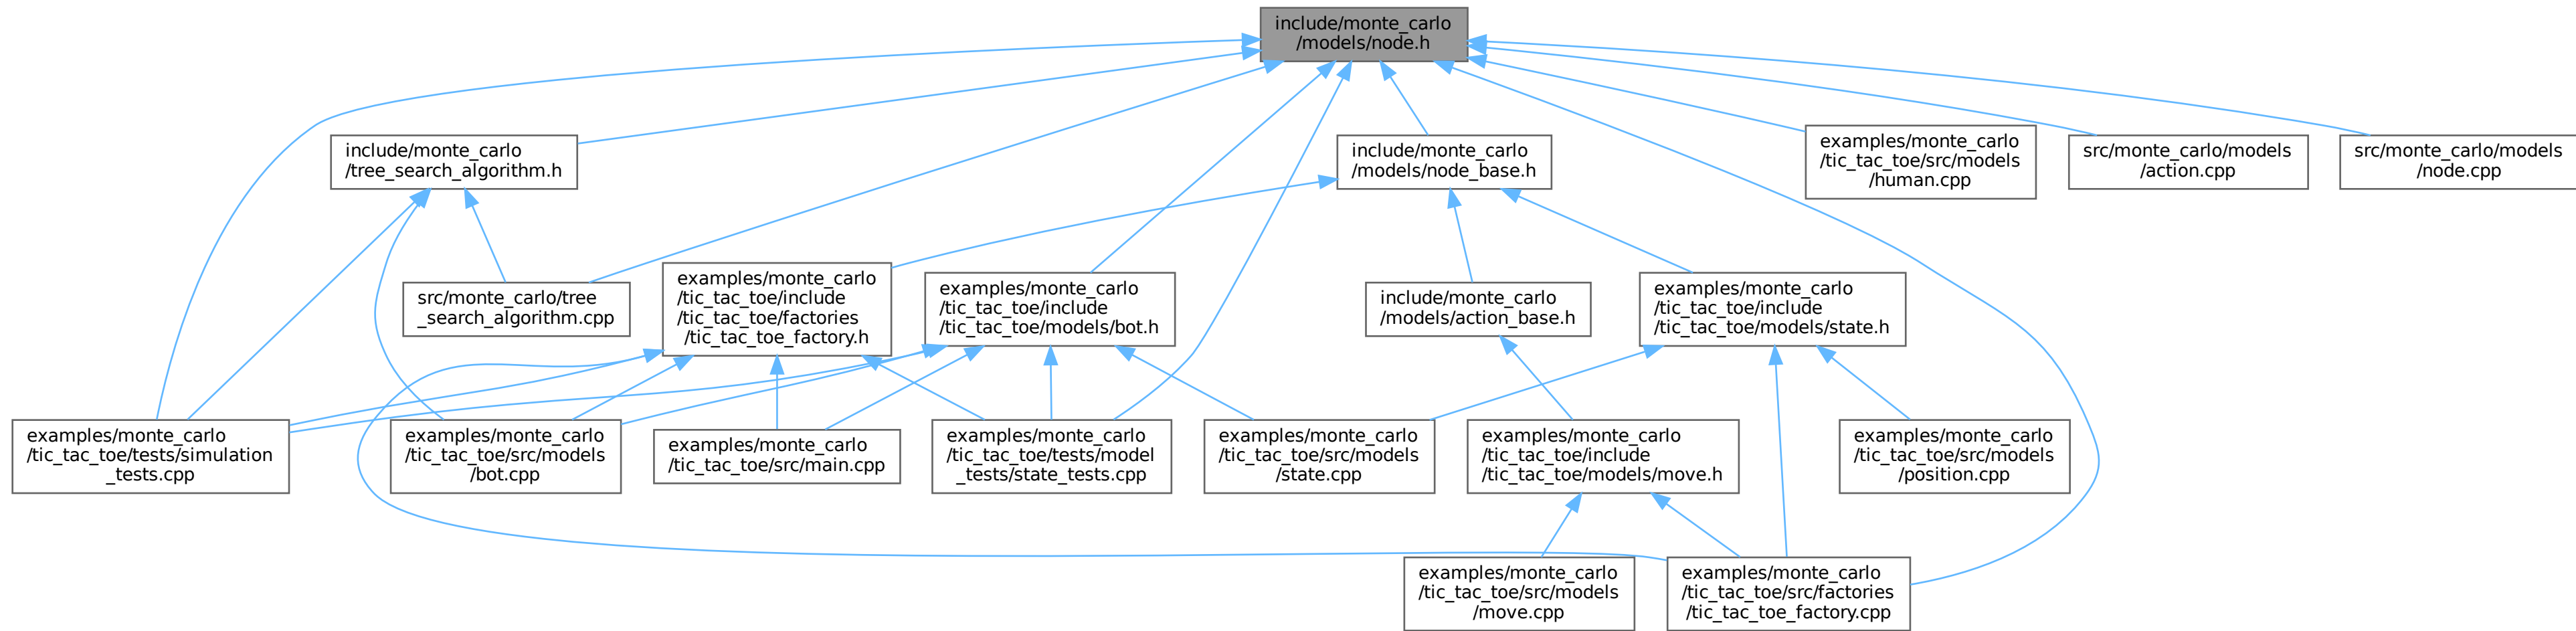 include/monte_carlo
/models/node.h
include/monte_carlo
/tree_search_algorithm.h
include/monte_carlo
/models/node_base.h
examples/monte_carlo
/tic_tac_toe/src/models
/human.cpp
src/monte_carlo/models
/action.cpp
src/monte_carlo/models
/node.cpp
src/monte_carlo/tree
_search_algorithm.cpp
examples/monte_carlo
/tic_tac_toe/include
/tic_tac_toe/factories
/tic_tac_toe_factory.h
examples/monte_carlo
/tic_tac_toe/include
/tic_tac_toe/models/bot.h
include/monte_carlo
/models/action_base.h
examples/monte_carlo
/tic_tac_toe/include
/tic_tac_toe/models/state.h
examples/monte_carlo
/tic_tac_toe/tests/simulation
_tests.cpp
examples/monte_carlo
/tic_tac_toe/src/models
/bot.cpp
examples/monte_carlo
/tic_tac_toe/src/main.cpp
examples/monte_carlo
/tic_tac_toe/tests/model
_tests/state_tests.cpp
examples/monte_carlo
/tic_tac_toe/src/models
/state.cpp
examples/monte_carlo
/tic_tac_toe/include
/tic_tac_toe/models/move.h
examples/monte_carlo
/tic_tac_toe/src/models
/position.cpp
examples/monte_carlo
/tic_tac_toe/src/models
/move.cpp
examples/monte_carlo
/tic_tac_toe/src/factories
/tic_tac_toe_factory.cpp